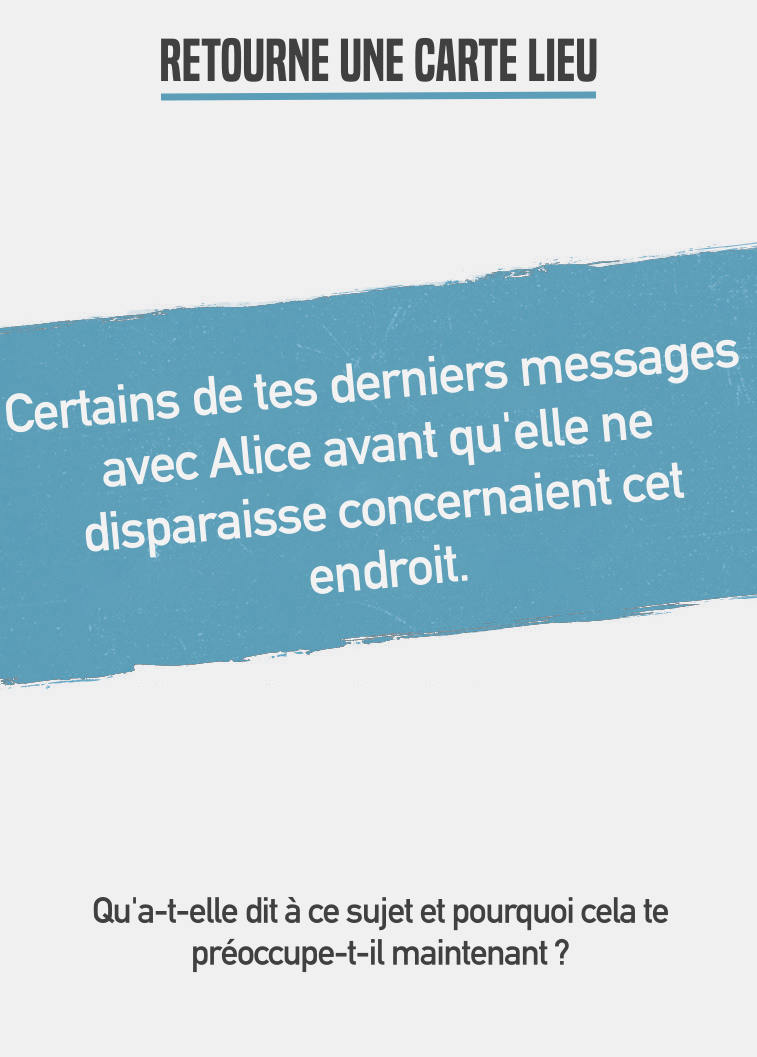 RETOURNE UNE CARTE LIEU
Certains de tes derniers messages
avec Alice avant qu'elle ne
disparaisse concernaient cet
endroit.
Qu'a-t-elle dit à ce sujet et pourquoi cela te
préoccupe-t-il maintenant ?